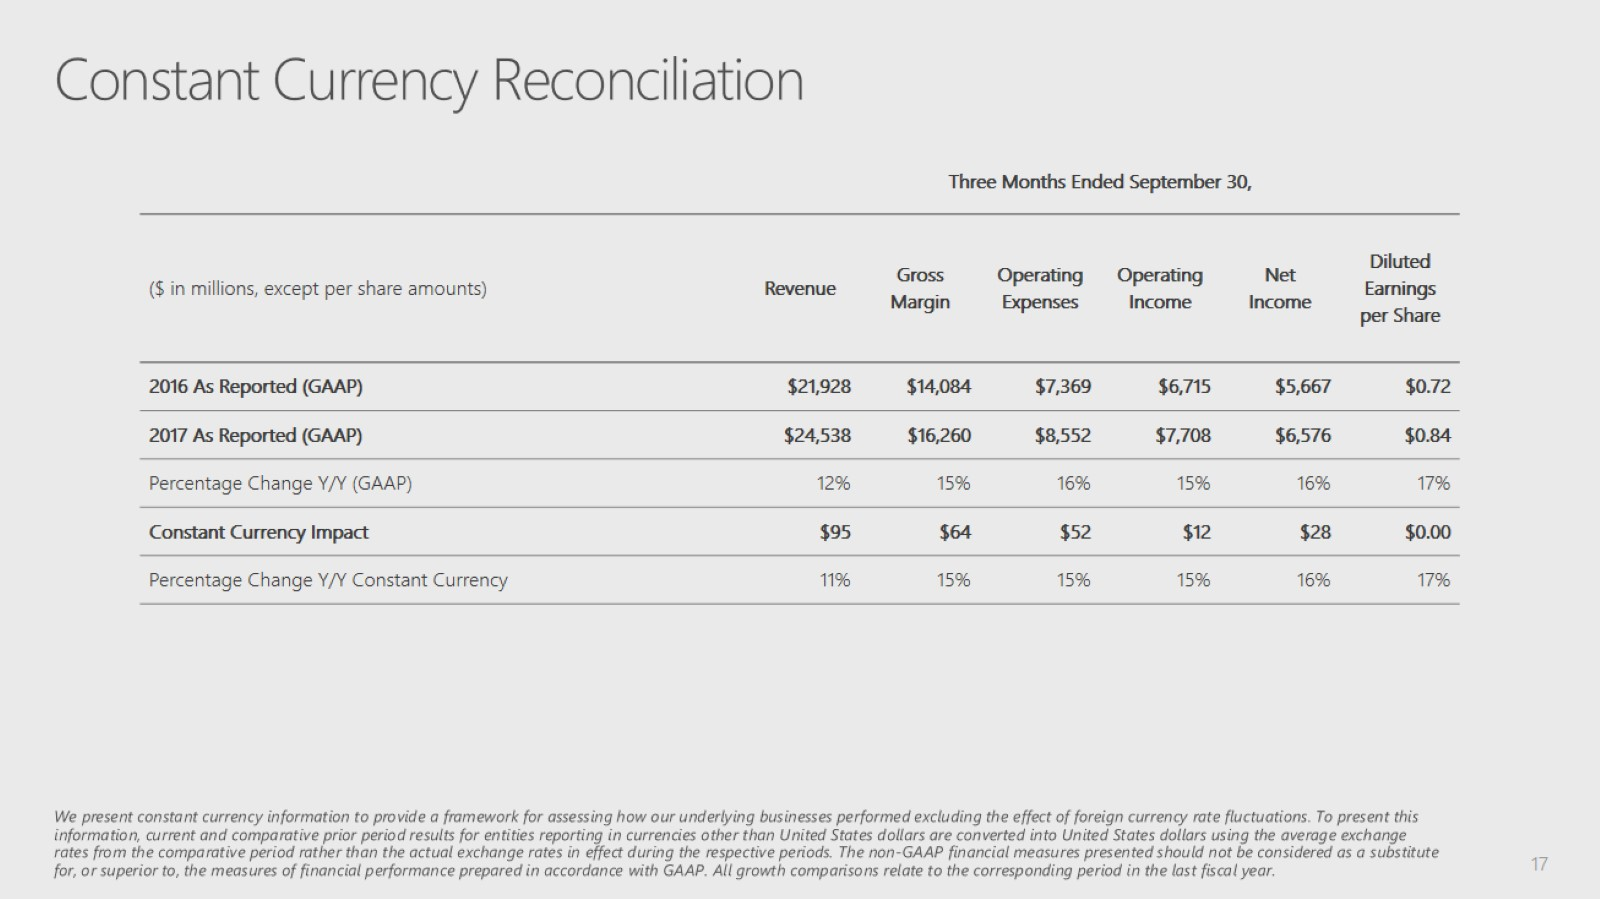 Constant Currency Reconciliation
Three Months Ended September 30,
($ in millions, except per share amounts) Revenue Gross Margin Operating Expenses Operating Income Net Income Diluted Earnings per Share
2016 As Reported (GAAP) $21,928 $14,084 $7,369 $6,715 $5,667 $0.72
2017 As Reported (GAAP) $24,538 $16,260 $8,552 $7,708 $6,576 $0.84
Percentage Change Y/Y (GAAP) 12% 15% 16% 15% 16% 17%
Constant Currency Impact $95 $64 $52 $12 $28 $0.00
Percentage Change Y/Y Constant Currency 11% 15% 15% 15% 16% 17%
We present constant currency information to provide a framework for assessing how our underlying businesses performed excluding the effect of foreign currency rate fluctuations. To present this
information, current and comparative prior period results for entities reporting in currencies other than United States dollars are converted into United States dollars using the average exchange
rates from the comparative period rather than the actual exchange rates in effect during the respective periods. The non-GAAP financial measures presented should not be considered as a substitute
for, or superior to, the measures of financial performance prepared in accordance with GAAP. All growth comparisons relate to the corresponding period in the last fiscal year.
17